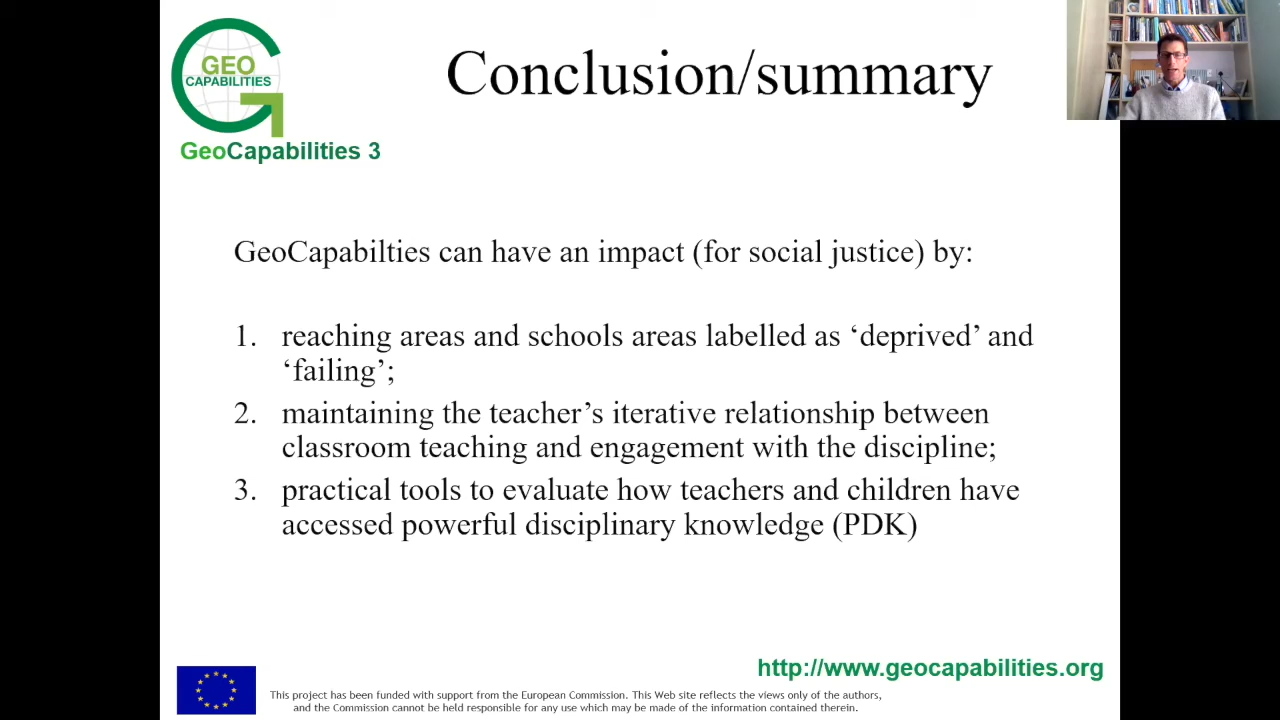 GEO
CAPABILITIES
GeoCapabilities 3
Conclusion/summary
GeoCapabilties can have an impact (for social justice) by:
1. reaching areas and schools areas labelled as ‘deprived’ and
‘failing’;
2. maintaining the teacher’s iterative relationship between
classroom teaching and engagement with the discipline;
3. practical tools to evaluate how teachers and children have
accessed powerful disciplinary knowledge (PDK)
http://www.geocapabilities.org
This project has been funded with support from the European Commission. This Web site reflects the views only of the authors,
and the Commission cannot be held responsible for any use which may be made of the information contained therein.